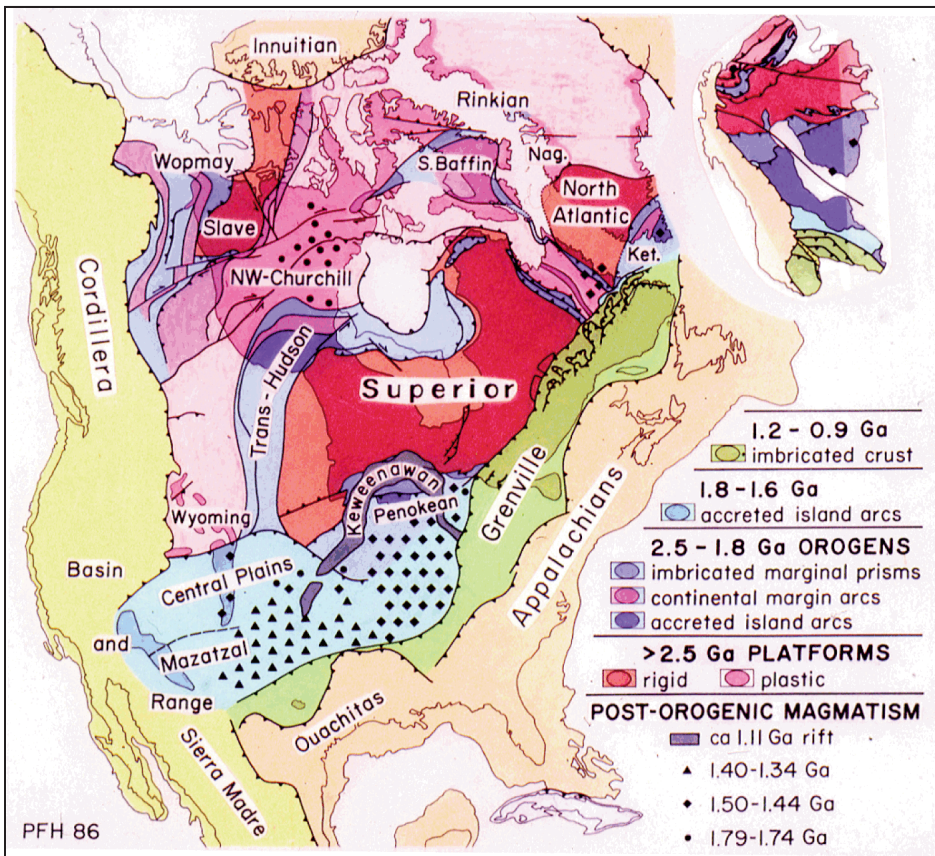 Innuitian
Rinkian
Wopmay
S. Baffin
Nag.
North
Atlantic
Slave
Ket.
NW-Churchill
Cordillera
Trans-Hudson
Superior
Keweenawan
Penokean
Grenville
Appalachians
Wyoming
Basin
and
Range
Central Plains
Mazatzal
Ouachitas
Sierra Madre
1.2 – 0.9 Ga
imbricated crust
1.8 – 1.6 Ga
accreted island arcs
2.5 – 1.8 Ga OROGENS
imbricated marginal prisms
continental margin arcs
accreted island arcs
>2.5 Ga PLATFORMS
rigid
plastic
POST-OROGENIC MAGMATISM
ca 1.11 Ga rift
1.40-1.34 Ga
1.50-1.44 Ga
1.79-1.74 Ga
PFH 86